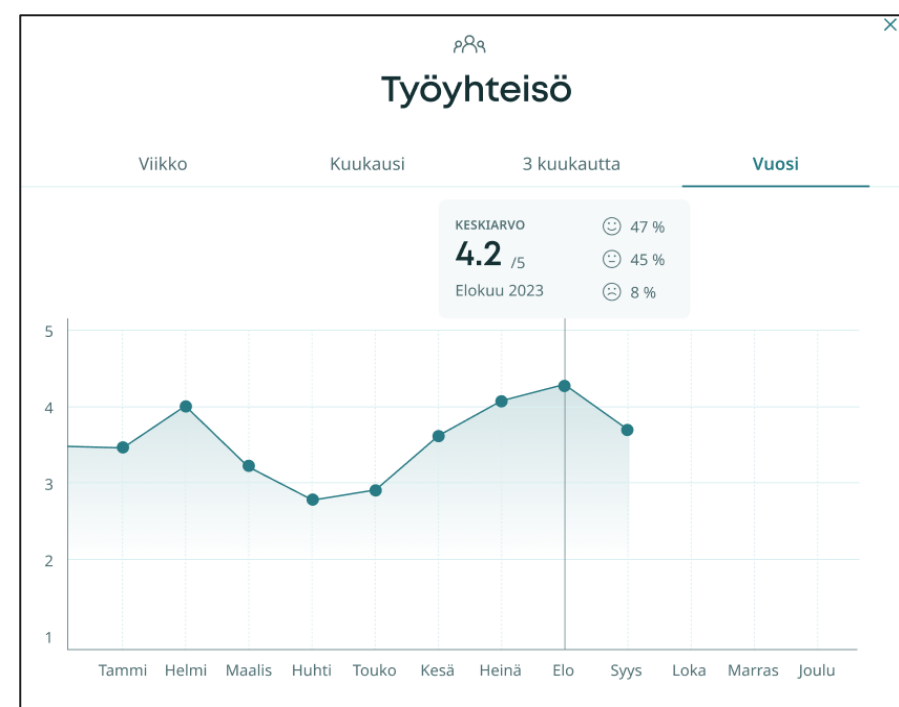 Työyhteisö
Viikko Kuukausi 3 kuukautta Vuosi
KESKIARVO
4.2 /5
Elokuu 2023
47 %
45 %
8 %
5
4
3
2
1
Tammi Helmi Maalis Huhti Touko Kesä Heinä Elo Syys Loka Marras Joulu